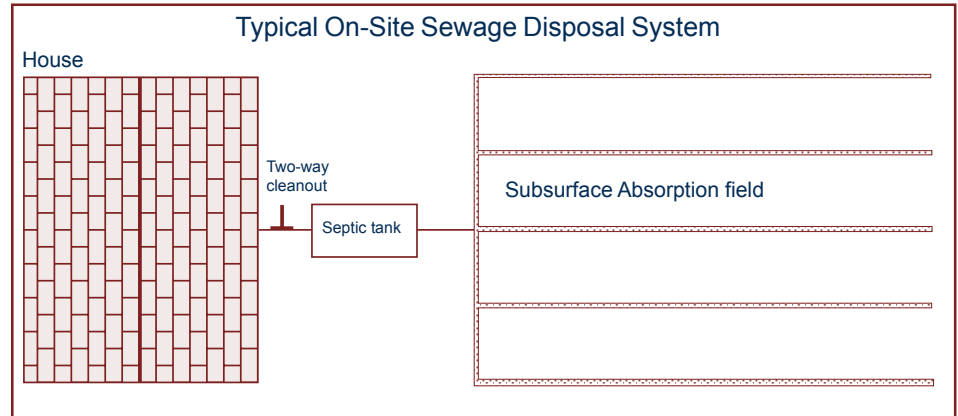 Typical On-Site Sewage Disposal System
House
Two-way
cleanout
Septic tank
Subsurface Absorption field